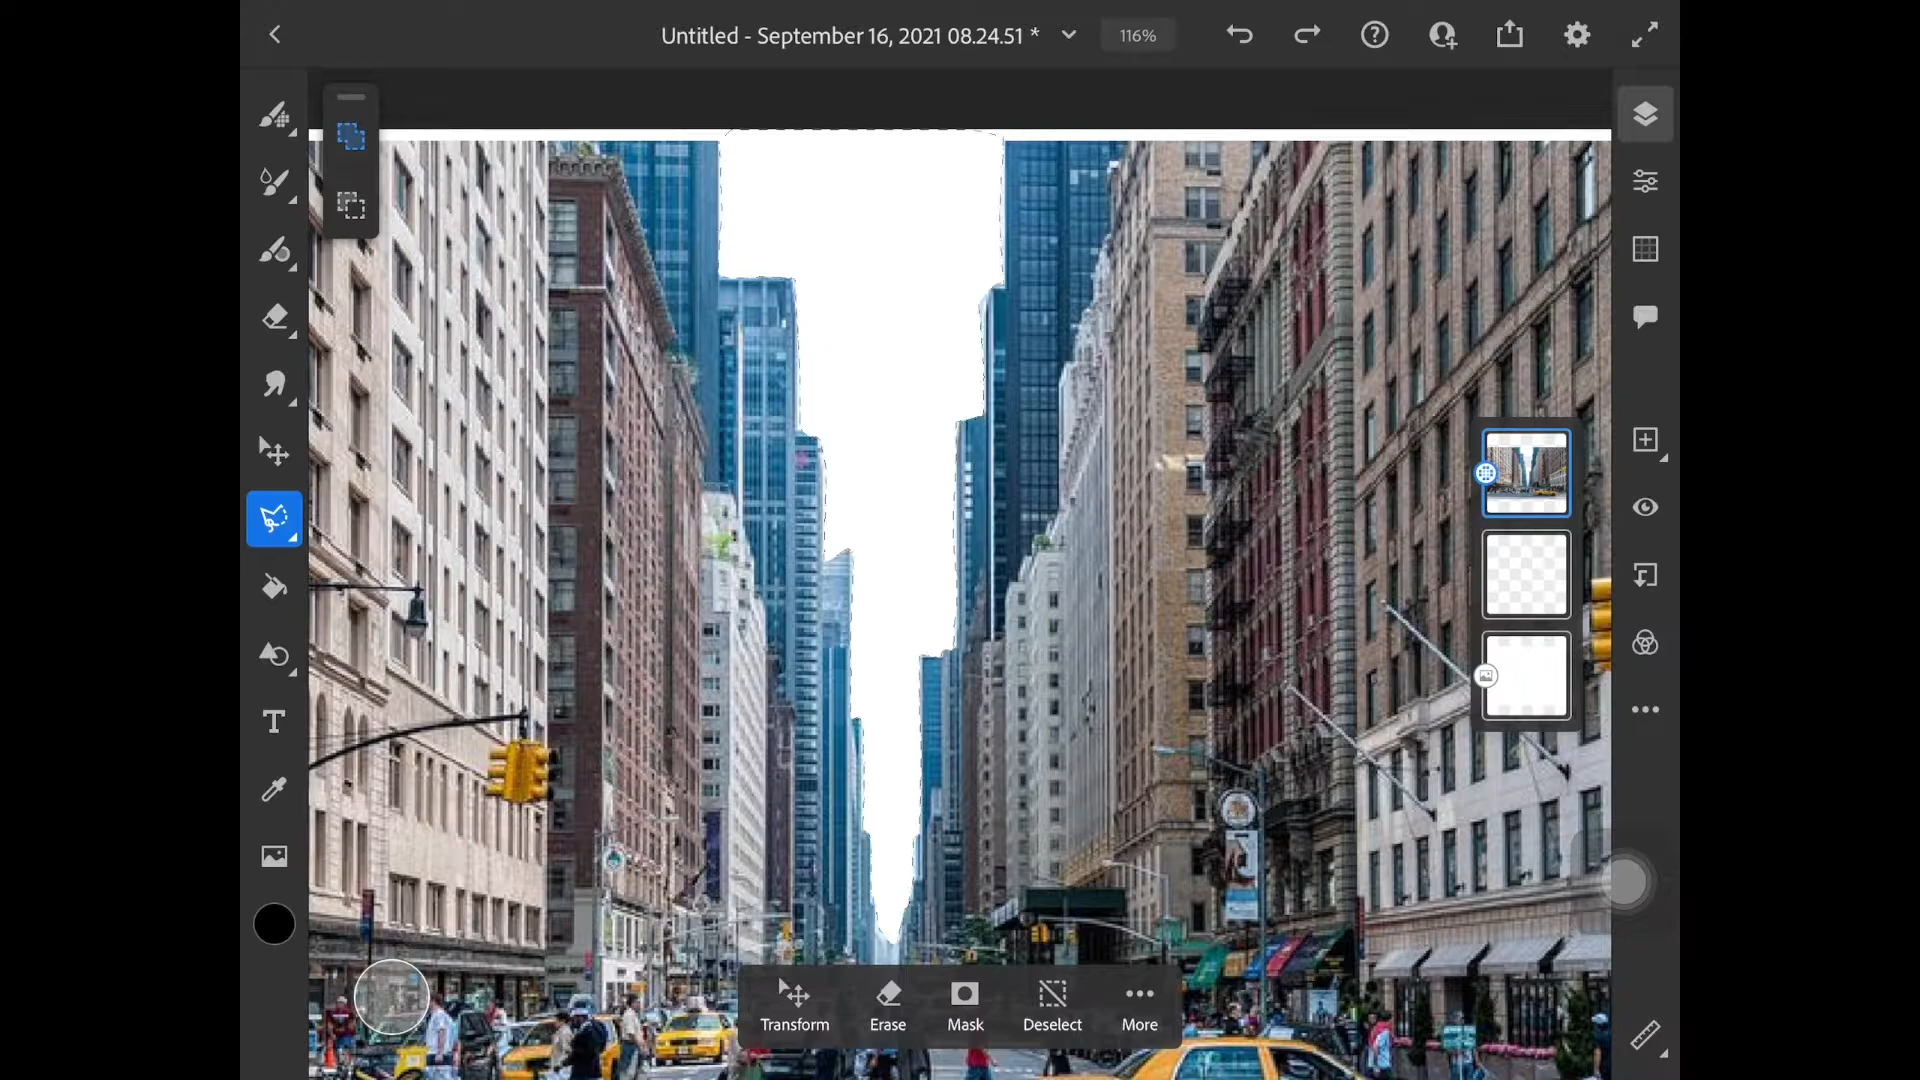 Untitled - September 16, 2021 08.24.51 *
116%
Transform
Erase
Mask
Deselect
More